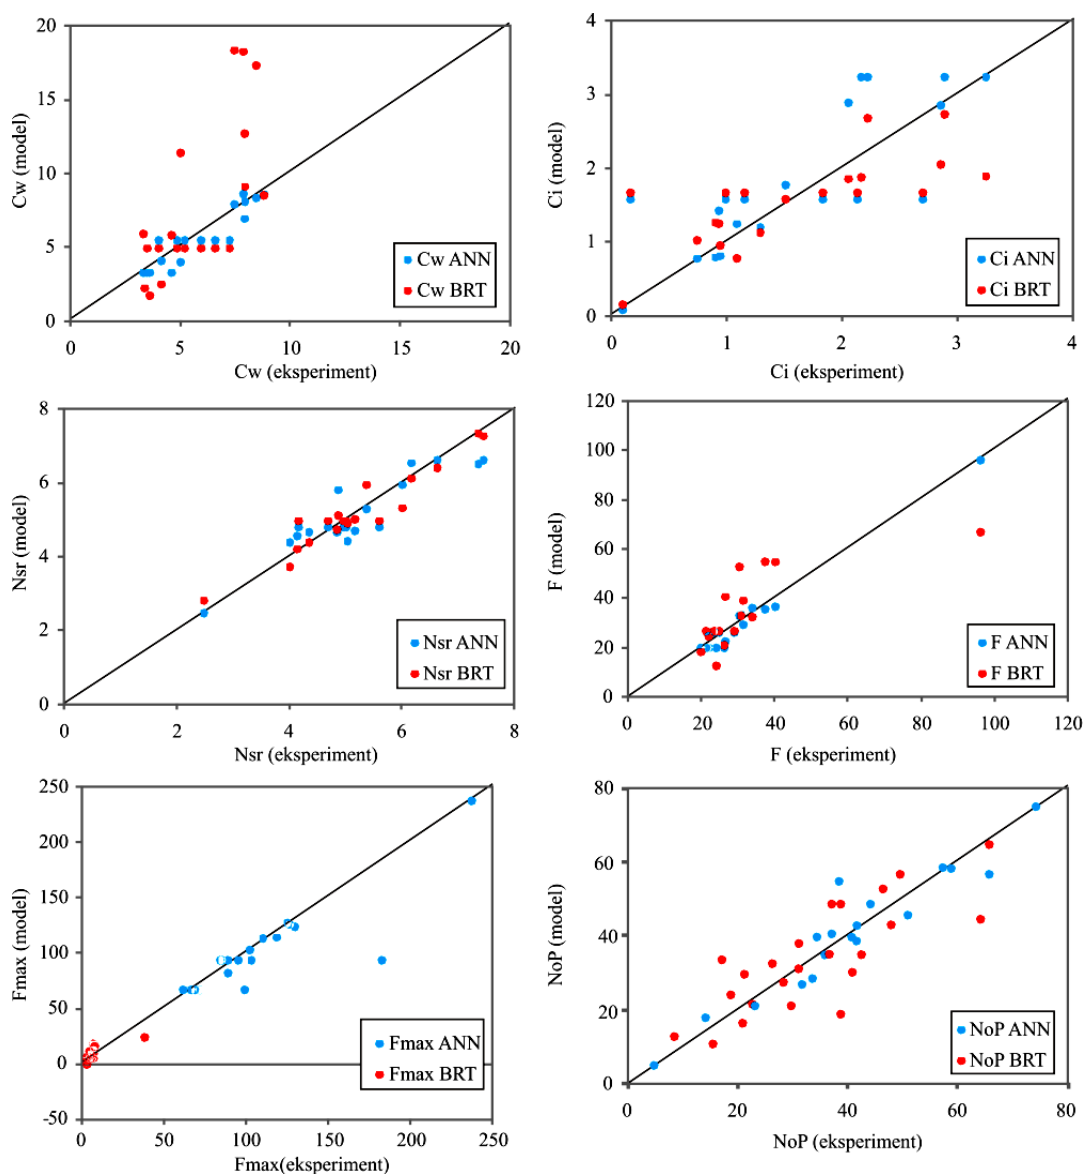 20
15
10
5
0
Cw (model)
Cw ANN
Cw BRT
0 5 10 15 20
Cw (eksperiment)
4
3
2
1
0
Ci (model)
Ci ANN
Ci BRT
0 1 2 3 4
Ci (eksperiment)
8
6
4
2
0
Nsr (model)
Nsr ANN
Nsr BRT
0 2 4 6 8
Nsr (eksperiment)
120
100
80
60
40
20
0
F (model)
F ANN
F BRT
0 20 40 60 80 100 120
F (eksperiment)
250
200
150
100
50
0
-50
Fmax (model)
Fmax ANN
Fmax BRT
0 50 100 150 200 250
Fmax(eksperiment)
80
60
40
20
0
NoP (model)
NoP ANN
NoP BRT
0 20 40 60 80
NoP (eksperiment)